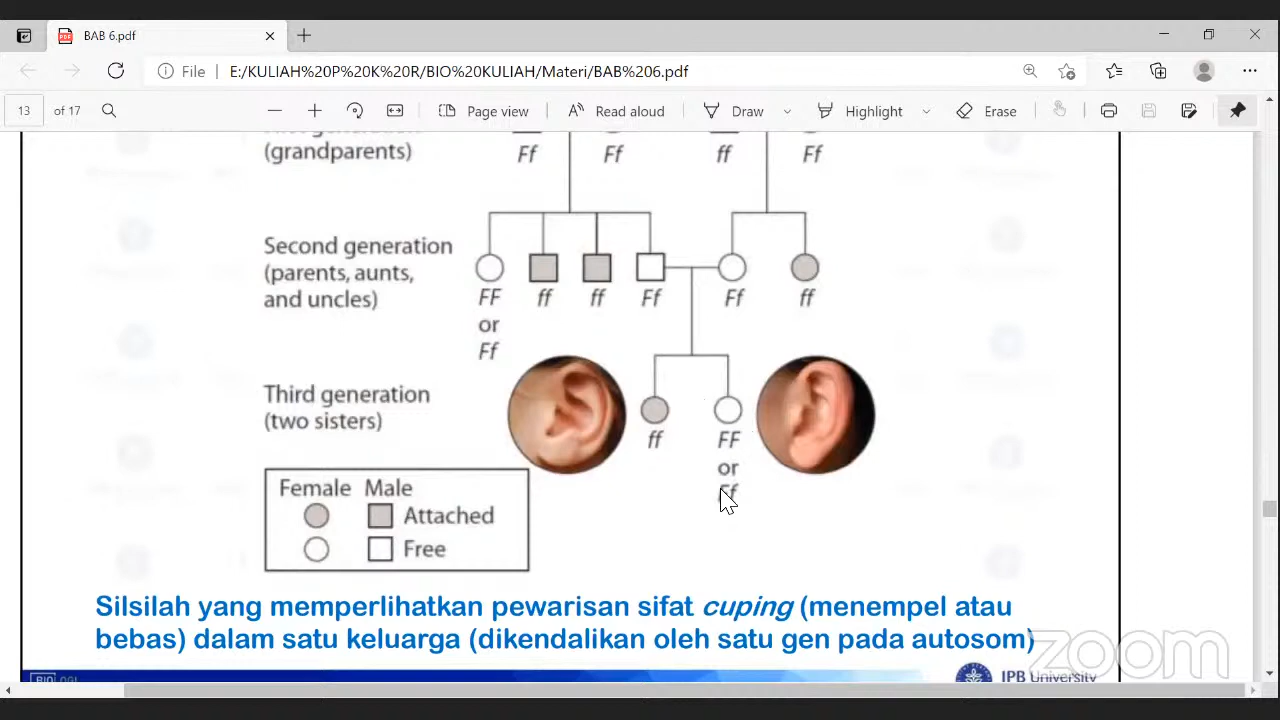 BAB 6.pdf
File E:/KULIAH%20P%20K%20R/BIO%20KULIAH/Materi/BAB%206.pdf
13 of 17 Page view Read aloud Draw Highlight Erase
(grandparents)
Ff Ff ff Ff
Second generation
(parents, aunts,
and uncles)
FF ff ff Ff Ff ff
or
Ff
Third generation
(two sisters)
ff FF
or
Ff
Female Male
Attached
Free
Silsilah yang memperlihatkan pewarisan sifat cuping (menempel atau
bebas) dalam satu keluarga (dikendalikan oleh satu gen pada autosom)
zoom
IPB University